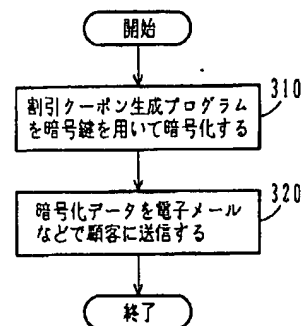 開始
310
割引クーポン生成プログラム
を暗号鍵を用いて暗号化する
320
暗号化データを電子メール
などで顧客に送信する
終了